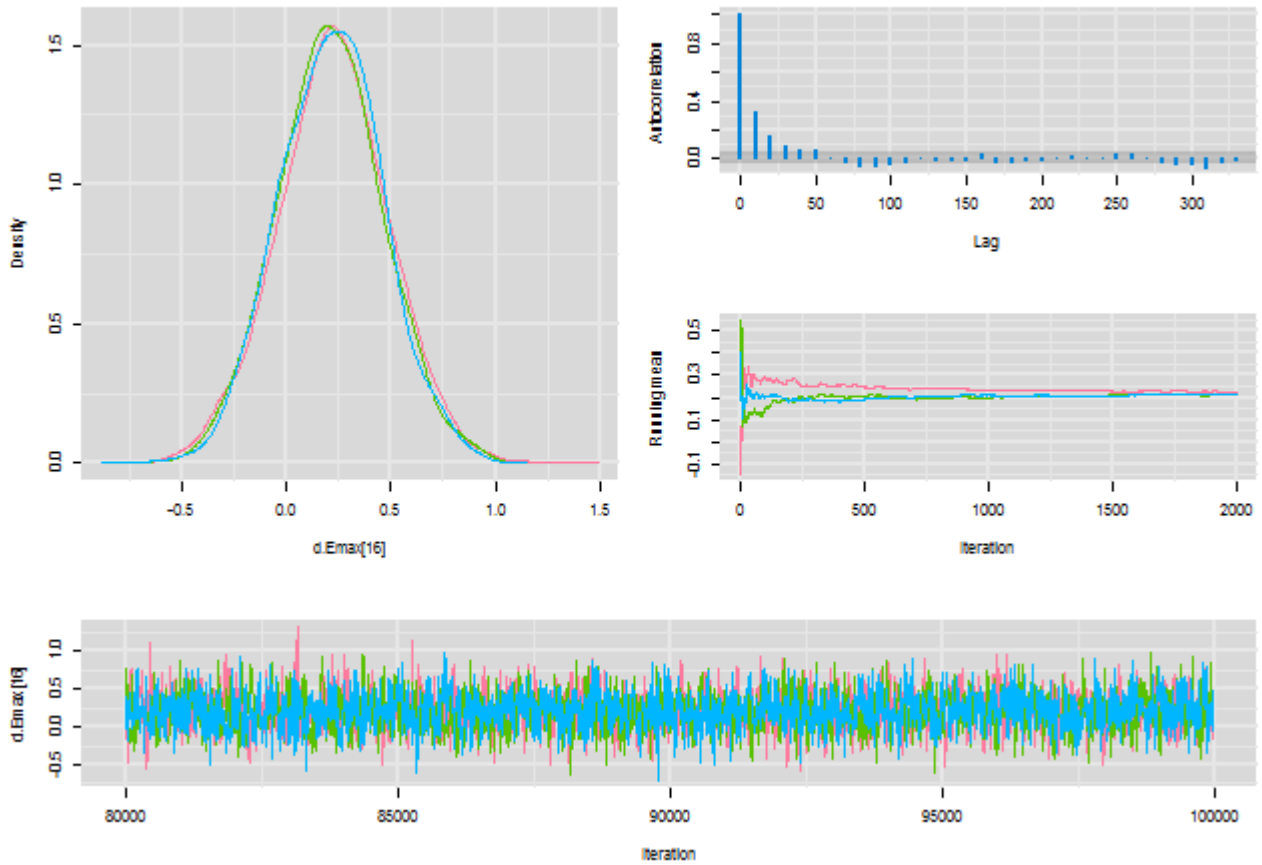 Density
0.0 0.5 1.0 1.5
-0.5 0.0 0.5 1.0 1.5
d.Emax[16]
Autocorrelation
0.0 0.4 0.8
0 50 100 150 200 250 300
Lag
Running mean
-0.1 0.1 0.3 0.5
0 500 1000 1500 2000
Iteration
d.Emax[16]
-0.5 0.0 0.5 1.0
80000 85000 90000 95000 100000
Iteration